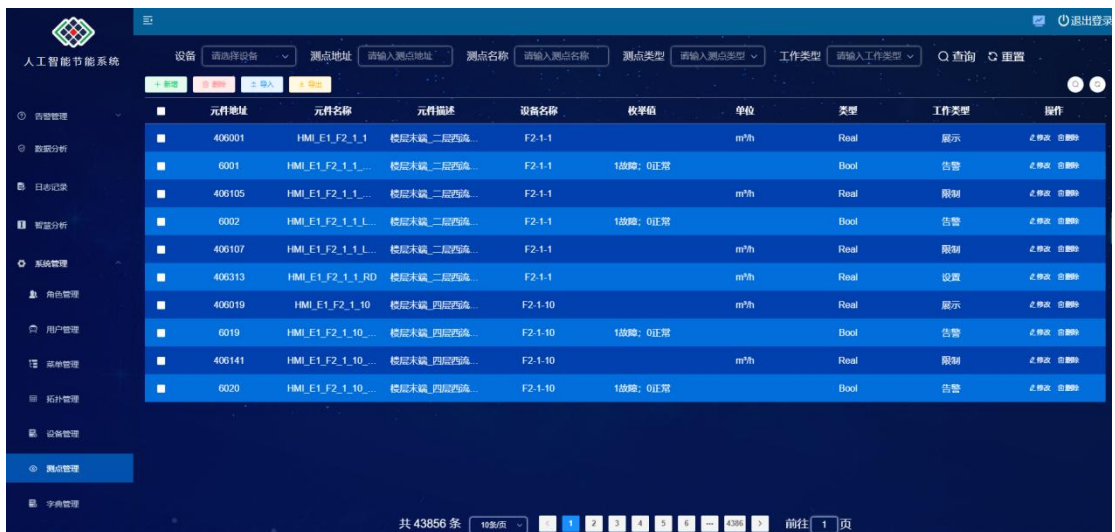 退出登录
人工智能节能系统
设备 请选择设备 测点地址 请输入测点地址 测点名称 请输入测点名称 测点类型 请输入测点类型 工作类型 请输入工作类型 查询 重置
+ 新增 删除 导入 导出
告警管理
数据分析
日志记录
智慧分析
系统管理
角色管理
用户管理
菜单管理
拓扑管理
设备管理
测点管理
字典管理
元件地址 元件名称 元件描述 设备名称 枚举值 单位 类型 工作类型 操作
406001 HMI_E1_F2_1_1 楼层末端_二层西流... F2-1-1 m³/h Real 展示 修改 删除
6001 HMI_E1_F2_1_1_... 楼层末端_二层西流... F2-1-1 1故障；0正常 Bool 告警 修改 删除
406105 HMI_E1_F2_1_1_... 楼层末端_二层西流... F2-1-1 m³/h Real 限制 修改 删除
6002 HMI_E1_F2_1_1_L... 楼层末端_二层西流... F2-1-1 1故障；0正常 Bool 告警 修改 删除
406107 HMI_E1_F2_1_1_L... 楼层末端_二层西流... F2-1-1 m³/h Real 限制 修改 删除
406313 HMI_E1_F2_1_1_RD 楼层末端_二层西流... F2-1-1 m³/h Real 设置 修改 删除
406019 HMI_E1_F2_1_10 楼层末端_四层西流... F2-1-10 m³/h Real 展示 修改 删除
6019 HMI_E1_F2_1_10_... 楼层末端_四层西流... F2-1-10 1故障；0正常 Bool 告警 修改 删除
406141 HMI_E1_F2_1_10_... 楼层末端_四层西流... F2-1-10 m³/h Real 限制 修改 删除
6020 HMI_E1_F2_1_10_... 楼层末端_四层西流... F2-1-10 1故障；0正常 Bool 告警 修改 删除
共 43856 条 10条/页 < 1 2 3 4 5 6 ... 4386 > 前往 1 页